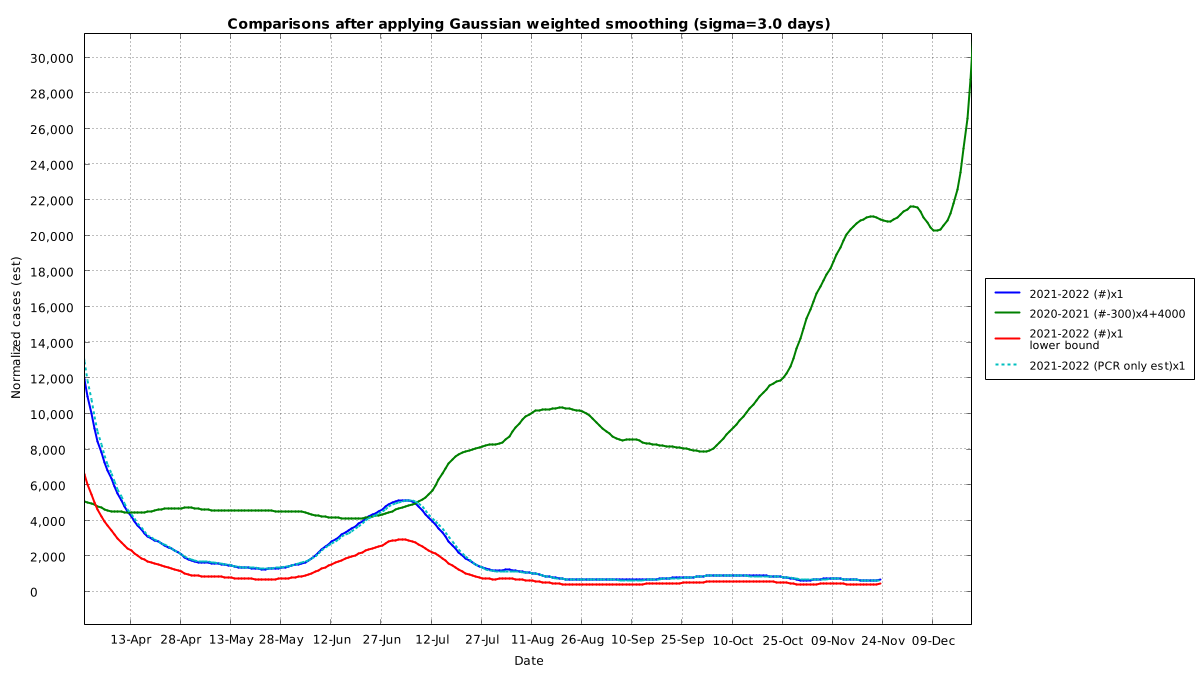 Comparisons after applying Gaussian weighted smoothing (sigma=3.0 days)
Normalized cases (est)
30,000
28,000
26,000
24,000
22,000
20,000
18,000
16,000
14,000
12,000
10,000
8,000
6,000
4,000
2,000
0
13-Apr 28-Apr 13-May 28-May 12-Jun 27-Jun 12-Jul 27-Jul 11-Aug 26-Aug 10-Sep 25-Sep 10-Oct 25-Oct 09-Nov 24-Nov 09-Dec
Date
2021-2022 (#)x1
2020-2021 (#-300)x4+4000
2021-2022 (#)x1
lower bound
2021-2022 (PCR only est)x1